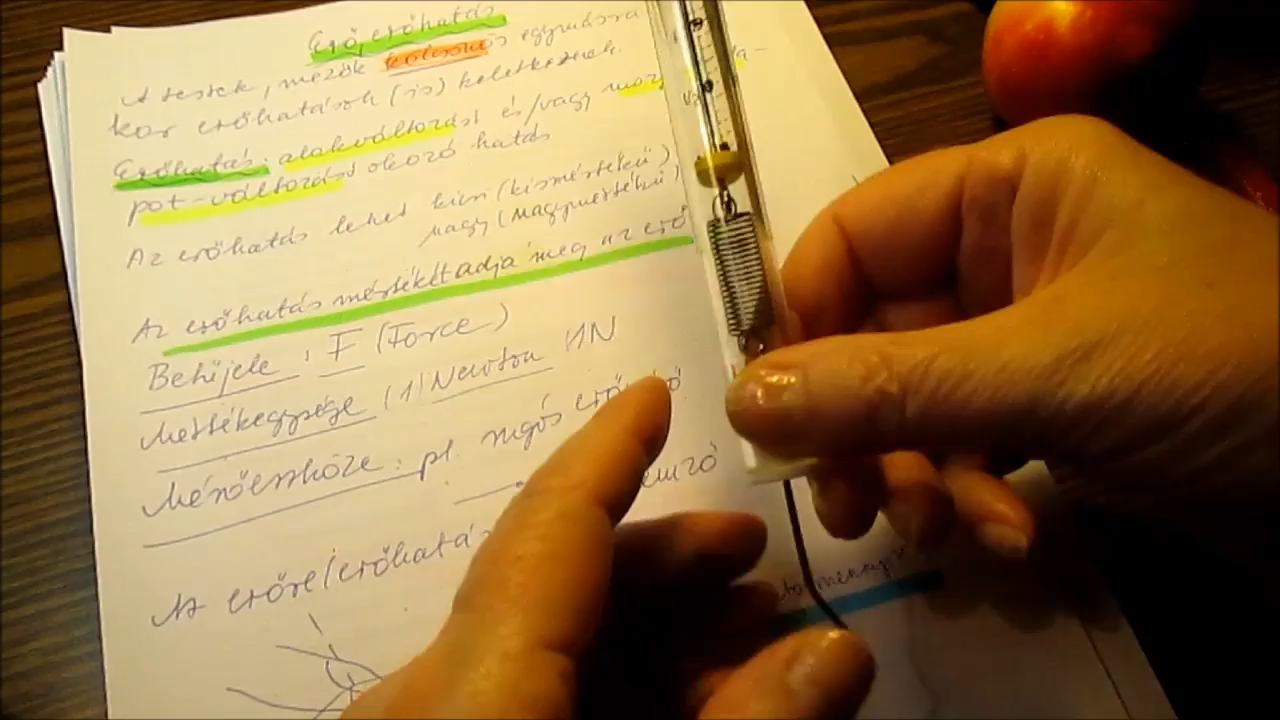 Erő, erőhatás
A testek, mezők kölcsönös egymásra
kor erőhatások (is) keletkeznek.
Erőhatás: alakváltozást és/vagy moz
pot-változást okozó hatás
Az erőhatás lehet kicsi (kismértékű)
nagy (nagymértékű)
Az erőhatás mértékét adja meg az erő
Betűjele: F (Force)
Mértékegysége (1) Newton 1N
Mérőeszköze: pl. rugós erőmérő
Az erőre/erőhatás